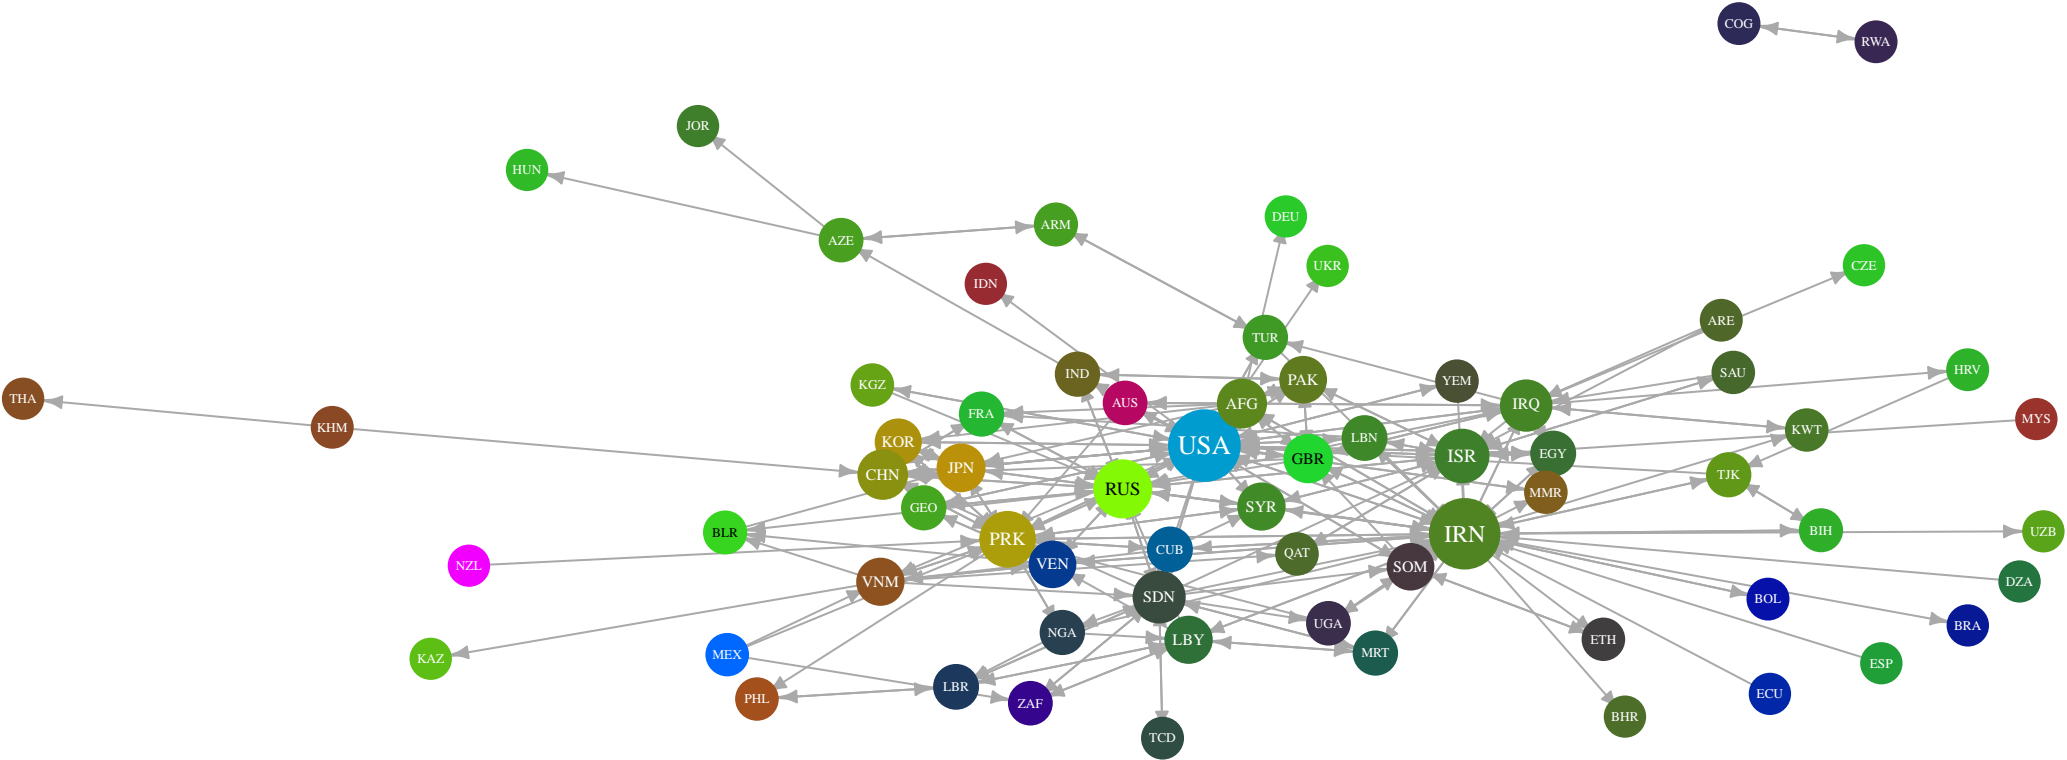 COG
RWA
JOR
HUN
DEU
ARM
AZE
UKR
CZE
IDN
ARE
TUR
HRV
SAU
IND
PAK
YEM
KGZ
THA
AUS
AFG
IRQ
FRA
MYS
KHM
KWT
LBN
KOR
USA
EGY
ISR
GBR
JPN
CHN
TJK
RUS
MMR
SYR
GEO
BIH
UZB
BLR
IRN
PRK
CUB
QAT
VEN
NZL
SOM
VNM
DZA
SDN
BOL
UGA
BRA
NGA
ETH
LBY
MRT
MEX
KAZ
ESP
LBR
ECU
PHL
ZAF
BHR
TCD